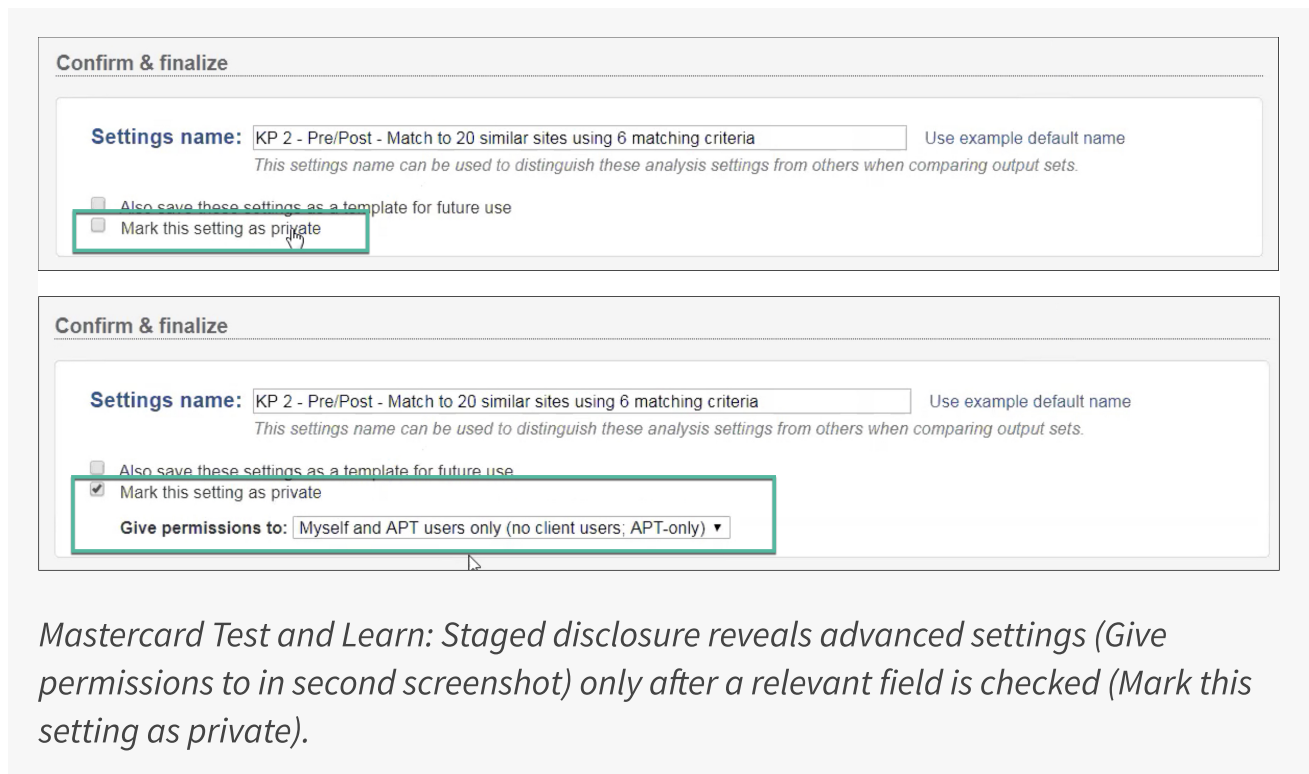 Confirm & finalize
Settings name: KP 2 - Pre/Post - Match to 20 similar sites using 6 matching criteria Use example default name
This settings name can be used to distinguish these analysis settings from others when comparing output sets.
Also save these settings as a template for future use
Mark this setting as private
Confirm & finalize
Settings name: KP 2 - Pre/Post - Match to 20 similar sites using 6 matching criteria Use example default name
This settings name can be used to distinguish these analysis settings from others when comparing output sets.
Also save these settings as a template for future use
Mark this setting as private
Give permissions to: Myself and APT users only (no client users; APT-only)
Mastercard Test and Learn: Staged disclosure reveals advanced settings (Give
permissions to in second screenshot) only after a relevant field is checked (Mark this
setting as private).